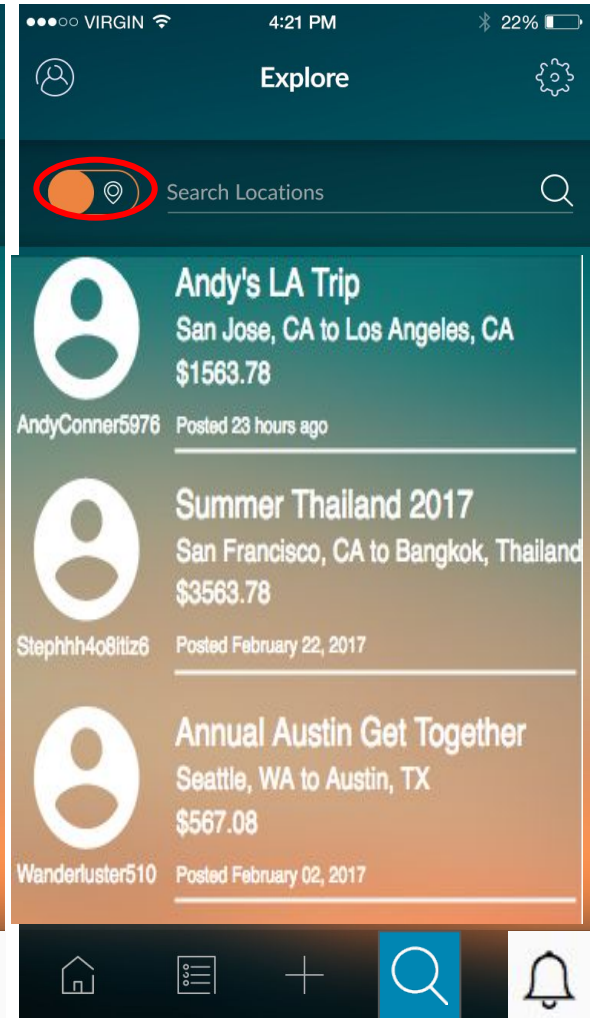 VIRGIN 4:21 PM 22%
Explore
Search Locations
Andy's LA Trip
San Jose, CA to Los Angeles, CA
$1563.78
AndyConner5976 Posted 23 hours ago
Summer Thailand 2017
San Francisco, CA to Bangkok, Thailand
$3563.78
Stephhh4o8itiz6 Posted February 22, 2017
Annual Austin Get Together
Seattle, WA to Austin, TX
$567.08
Wanderluster510 Posted February 02, 2017